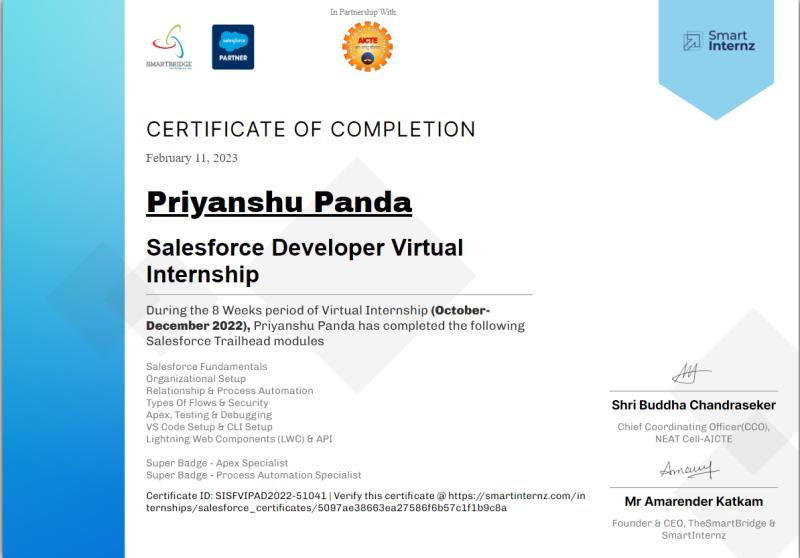 In Partnership With
SMARTBRIDGE
salesforce
PARTNER
AICTE
Smart
Internz
CERTIFICATE OF COMPLETION
February 11, 2023
Priyanshu Panda
Salesforce Developer Virtual
Internship
During the 8 Weeks period of Virtual Internship (October-
December 2022), Priyanshu Panda has completed the following
Salesforce Trailhead modules
Salesforce Fundamentals
Organizational Setup
Relationship & Process Automation
Types Of Flows & Security
Apex, Testing & Debugging
VS Code Setup & CLI Setup
Lightning Web Components (LWC) & API
Super Badge - Apex Specialist
Super Badge - Process Automation Specialist
Certificate ID: SISFVIPAD2022-51041 | Verify this certificate @ https://smartinternz.com/in
ternships/salesforce_certificates/5097ae38663ea27586f6b57c1f1b9c8a
Shri Buddha Chandraseker
Chief Coordinating Officer(CCO),
NEAT Cell-AICTE
Mr Amarender Katkam
Founder & CEO, TheSmartBridge &
SmartInternz